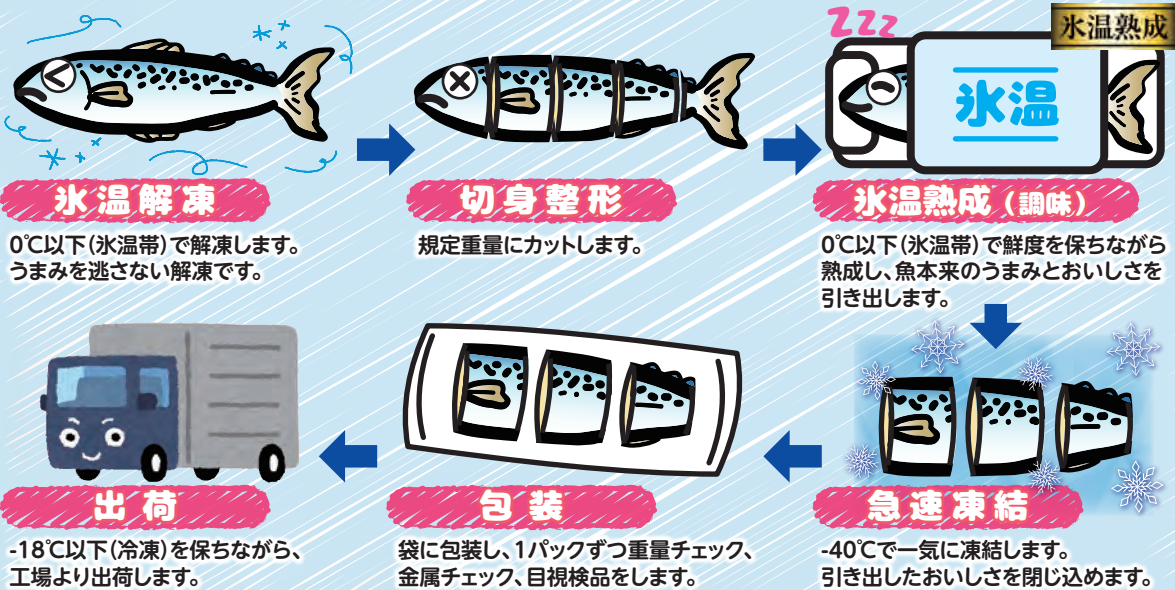 氷温解凍
0℃以下(氷温帯)で解凍します。
うまみを逃さない解凍です。
切身整形
規定重量にカットします。
zzz
氷温熟成
氷温
氷温熟成(調味)
0℃以下(氷温帯)で鮮度を保ちながら
熟成し、魚本来のうまみとおいしさを
引き出します。
急速凍結
-40℃で一気に凍結します。
引き出したおいしさを閉じ込めます。
包装
袋に包装し、1パックずつ重量チェック、
金属チェック、目視検品をします。
出荷
-18℃以下(冷凍)を保ちながら、
工場より出荷します。